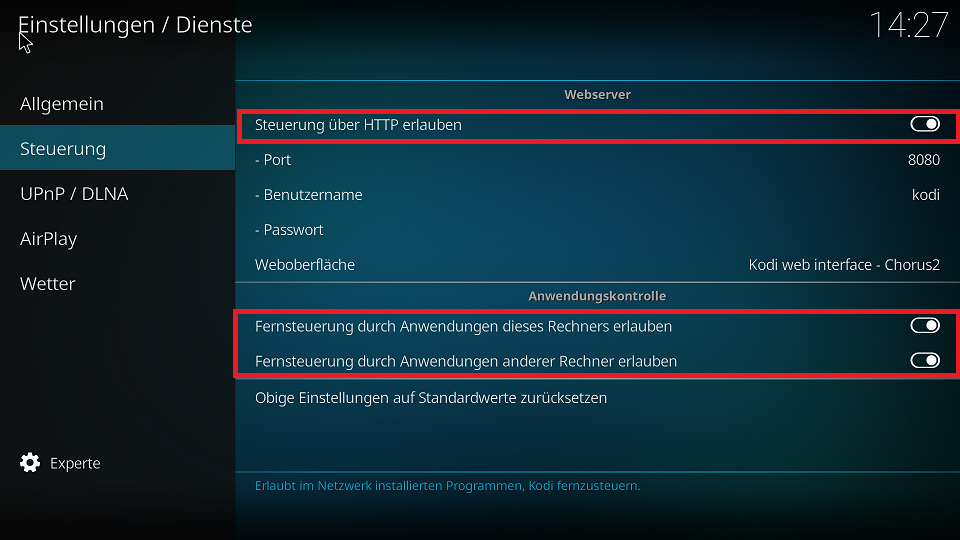 Einstellungen / Dienste
14:27
Allgemein
Steuerung
UPnP / DLNA
AirPlay
Wetter
Experte
Webserver
Steuerung über HTTP erlauben
- Port 8080
- Benutzername kodi
- Passwort
Weboberfläche Kodi web interface - Chorus2
Anwendungskontrolle
Fernsteuerung durch Anwendungen dieses Rechners erlauben
Fernsteuerung durch Anwendungen anderer Rechner erlauben
Obige Einstellungen auf Standardwerte zurücksetzen
Erlaubt im Netzwerk installierten Programmen, Kodi fernzusteuern.